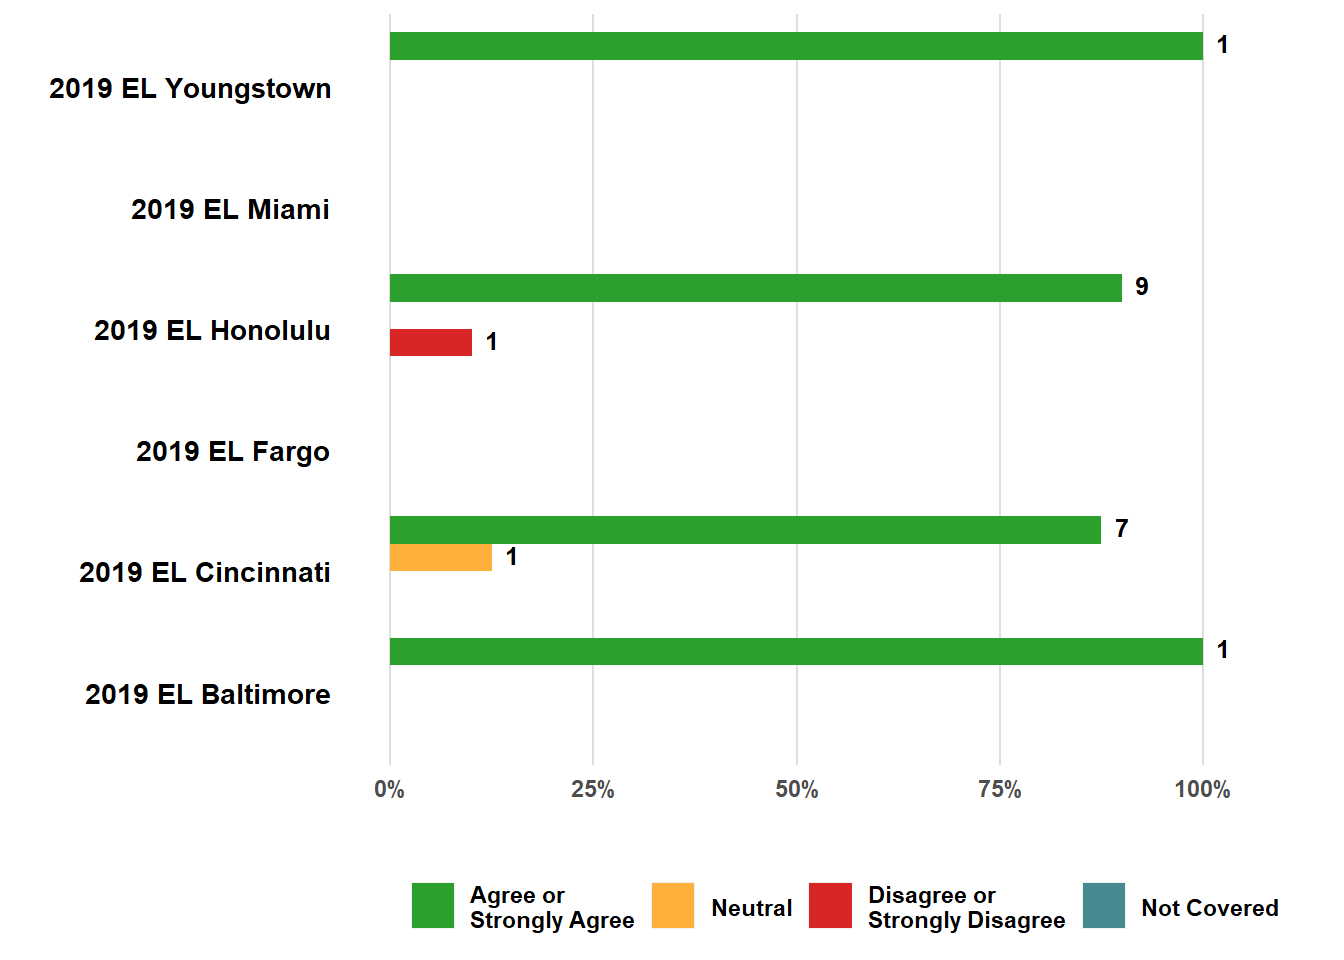 1
2019 EL Youngstown
2019 EL Miami
9
2019 EL Honolulu
1
2019 EL Fargo
7
1
2019 EL Cincinnati
1
2019 EL Baltimore
0% 25% 50% 75% 100%
Agree or
Strongly Agree
Neutral
Disagree or
Strongly Disagree
Not Covered